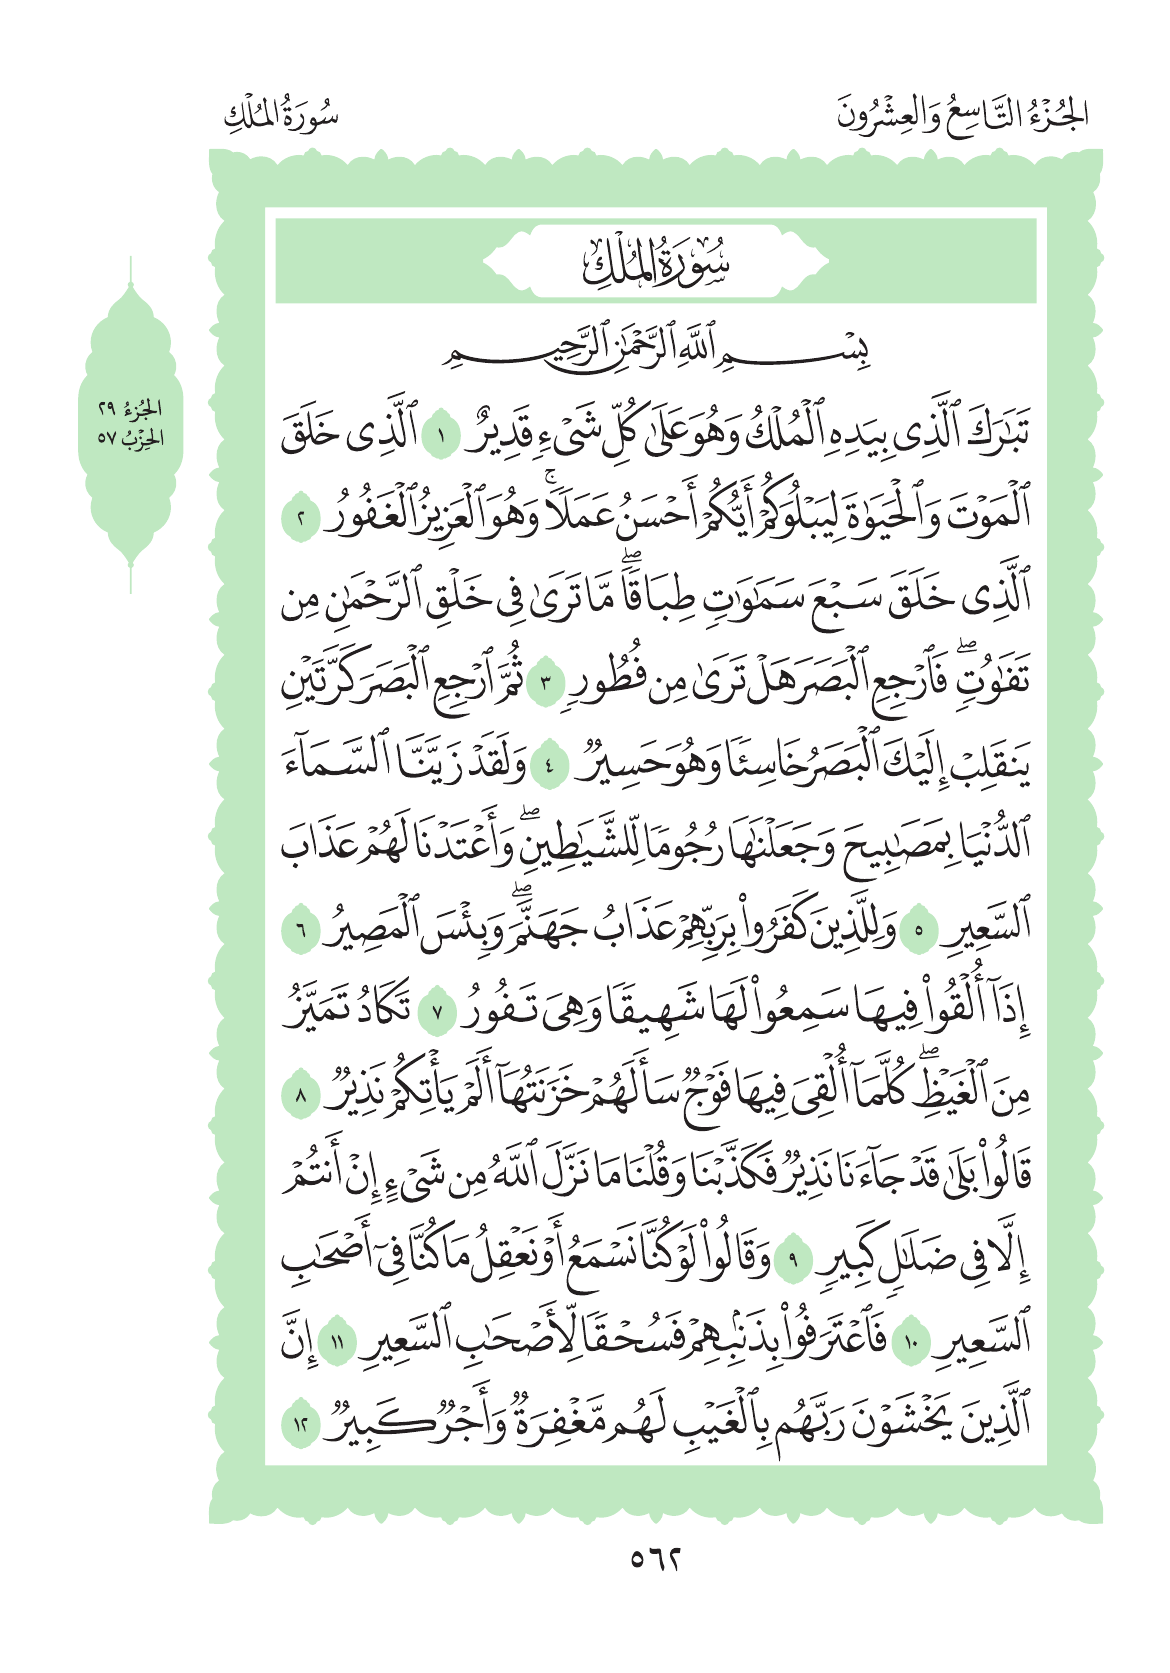 الجُزْءُ التَّاسِعُ وَالعِشْرُونَ
سُورَةُ المُلْكِ
الجُزْءُ ٢٩
الحِزْبُ ٥٧
سُورَةُ المُلْكِ
بِسْمِ ٱللَّهِ ٱلرَّحْمَٰنِ ٱلرَّحِيمِ
تَبَٰرَكَ ٱلَّذِى بِيَدِهِ ٱلْمُلْكُ وَهُوَ عَلَىٰ كُلِّ شَىْءٍ قَدِيرٌ ١ ٱلَّذِى خَلَقَ
ٱلْمَوْتَ وَٱلْحَيَوٰةَ لِيَبْلُوَكُمْ أَيُّكُمْ أَحْسَنُ عَمَلًا ۚ وَهُوَ ٱلْعَزِيزُ ٱلْغَفُورُ ٢
ٱلَّذِى خَلَقَ سَبْعَ سَمَٰوَٰتٍ طِبَاقًا ۖ مَّا تَرَىٰ فِى خَلْقِ ٱلرَّحْمَٰنِ مِن
تَفَٰوُتٍ ۖ فَٱرْجِعِ ٱلْبَصَرَ هَلْ تَرَىٰ مِن فُطُورٍ ٣ ثُمَّ ٱرْجِعِ ٱلْبَصَرَ كَرَّتَيْنِ
يَنقَلِبْ إِلَيْكَ ٱلْبَصَرُ خَاسِئًا وَهُوَ حَسِيرٌ ٤ وَلَقَدْ زَيَّنَّا ٱلسَّمَآءَ
ٱلدُّنْيَا بِمَصَٰبِيحَ وَجَعَلْنَٰهَا رُجُومًا لِّلشَّيَٰطِينِ ۖ وَأَعْتَدْنَا لَهُمْ عَذَابَ
ٱلسَّعِيرِ ٥ وَلِلَّذِينَ كَفَرُوا۟ بِرَبِّهِمْ عَذَابُ جَهَنَّمَ ۖ وَبِئْسَ ٱلْمَصِيرُ ٦
إِذَآ أُلْقُوا۟ فِيهَا سَمِعُوا۟ لَهَا شَهِيقًا وَهِىَ تَفُورُ ٧ تَكَادُ تَمَيَّزُ
مِنَ ٱلْغَيْظِ ۖ كُلَّمَآ أُلْقِىَ فِيهَا فَوْجٌ سَأَلَهُمْ خَزَنَتُهَآ أَلَمْ يَأْتِكُمْ نَذِيرٌ ٨
قَالُوا۟ بَلَىٰ قَدْ جَآءَنَا نَذِيرٌ فَكَذَّبْنَا وَقُلْنَا مَا نَزَّلَ ٱللَّهُ مِن شَىْءٍ إِنْ أَنتُمْ
إِلَّا فِى ضَلَٰلٍ كَبِيرٍ ٩ وَقَالُوا۟ لَوْ كُنَّا نَسْمَعُ أَوْ نَعْقِلُ مَا كُنَّا فِىٓ أَصْحَٰبِ
ٱلسَّعِيرِ ١٠ فَٱعْتَرَفُوا۟ بِذَنۢبِهِمْ فَسُحْقًا لِّأَصْحَٰبِ ٱلسَّعِيرِ ١١ إِنَّ
ٱلَّذِينَ يَخْشَوْنَ رَبَّهُم بِٱلْغَيْبِ لَهُم مَّغْفِرَةٌ وَأَجْرٌ كَبِيرٌ ١٢
٥٦٢